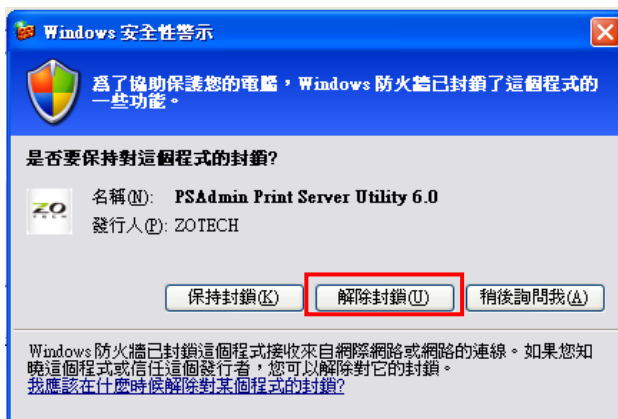 Windows 安全性警示
為了協助保護您的電腦，Windows 防火牆已封鎖了這個程式的
一些功能。
是否要保持對這個程式的封鎖?
ZO
TECH
名稱(N): PSAdmin Print Server Utility 6.0
發行人(P): ZOTECH
保持封鎖(K) 解除封鎖(U) 稍後詢問我(A)
Windows 防火牆已封鎖這個程式接收來自網際網路或網路的連線。如果您知
曉這個程式或信任這個發行者，您可以解除對它的封鎖。
我應該在什麼時候解除對某個程式的封鎖?